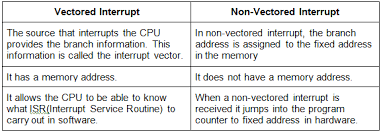 Vectored Interrupt
Non-Vectored Interrupt
The source that interrupts the CPU
provides the branch information. This
information is called the interrupt vector.
In non-vectored interrupt, the branch
address is assigned to the fixed address
in the memory
It has a memory address.
It does not have a memory address.
It allows the CPU to be able to know
what ISR(Interrupt Service Routine) to
carry out in software.
When a non-vectored interrupt is
received it jumps into the program
counter to fixed address in hardware.